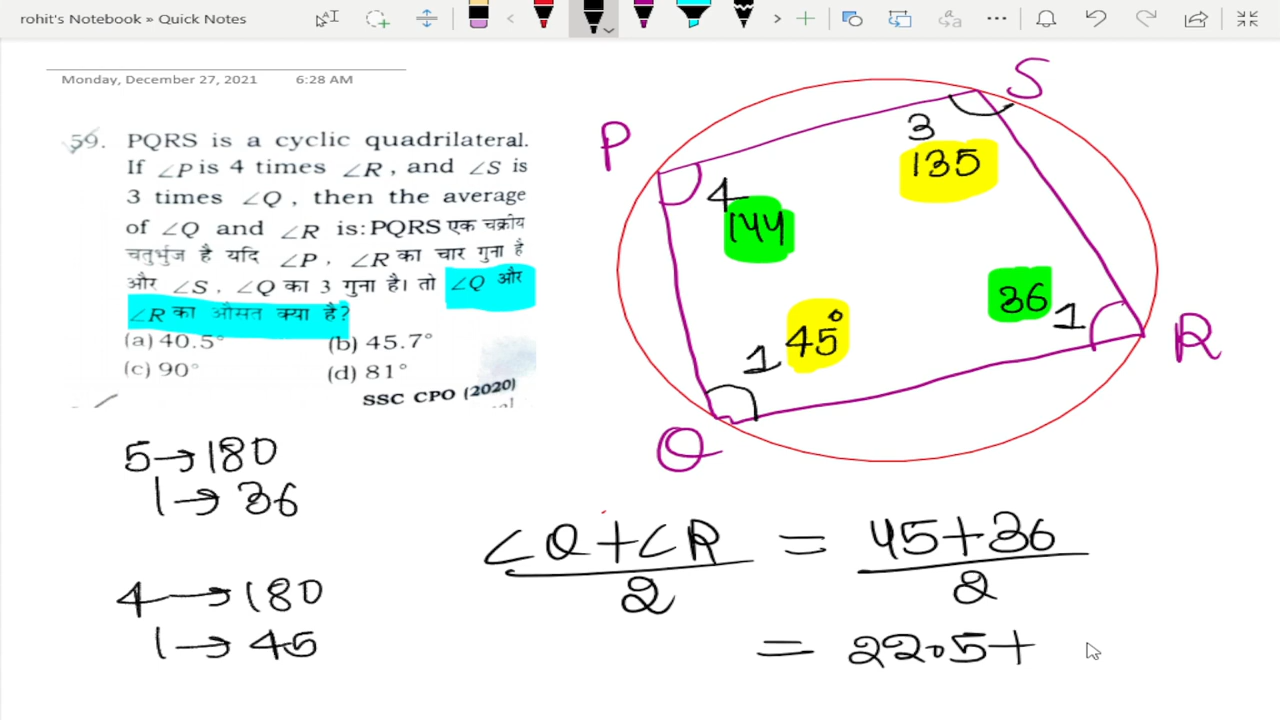 rohit's Notebook » Quick Notes
Monday, December 27, 2021 6:28 AM
59. PQRS is a cyclic quadrilateral.
If ∠P is 4 times ∠R, and ∠S is
3 times ∠Q, then the average
of ∠Q and ∠R is: PQRS एक चक्रीय
चतुर्भुज है यदि ∠P, ∠R का चार गुना है
और ∠S, ∠Q का 3 गुना है। तो ∠Q और
∠R का औसत क्या है?
(a) 40.5° (b) 45.7°
(c) 90° (d) 81°
SSC CPO (2020)
S
P
3
135
4
144
36
1
R
45°
1
Q
5→180
1→36
4→180
1→45
∠Q+∠R = 45+36
2 2
= 22.5+